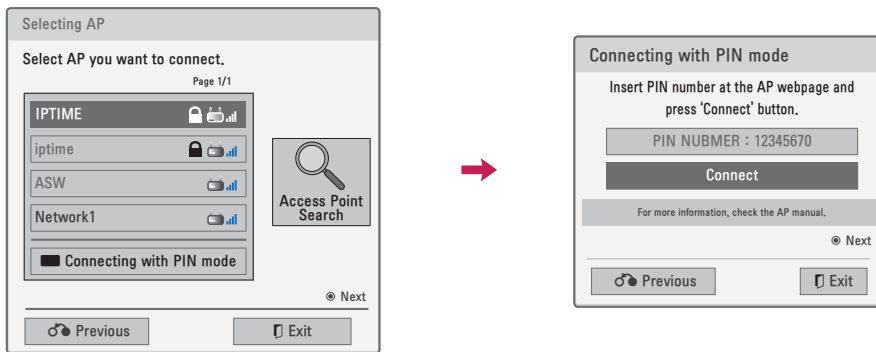 Selecting AP
Select AP you want to connect.
Page 1/1
IPTIME
iptime
ASW
Network1
Connecting with PIN mode
Access Point
Search
Next
Previous
Exit
Connecting with PIN mode
Insert PIN number at the AP webpage and
press 'Connect' button.
PIN NUBMER : 12345670
Connect
For more information, check the AP manual.
Next
Previous
Exit